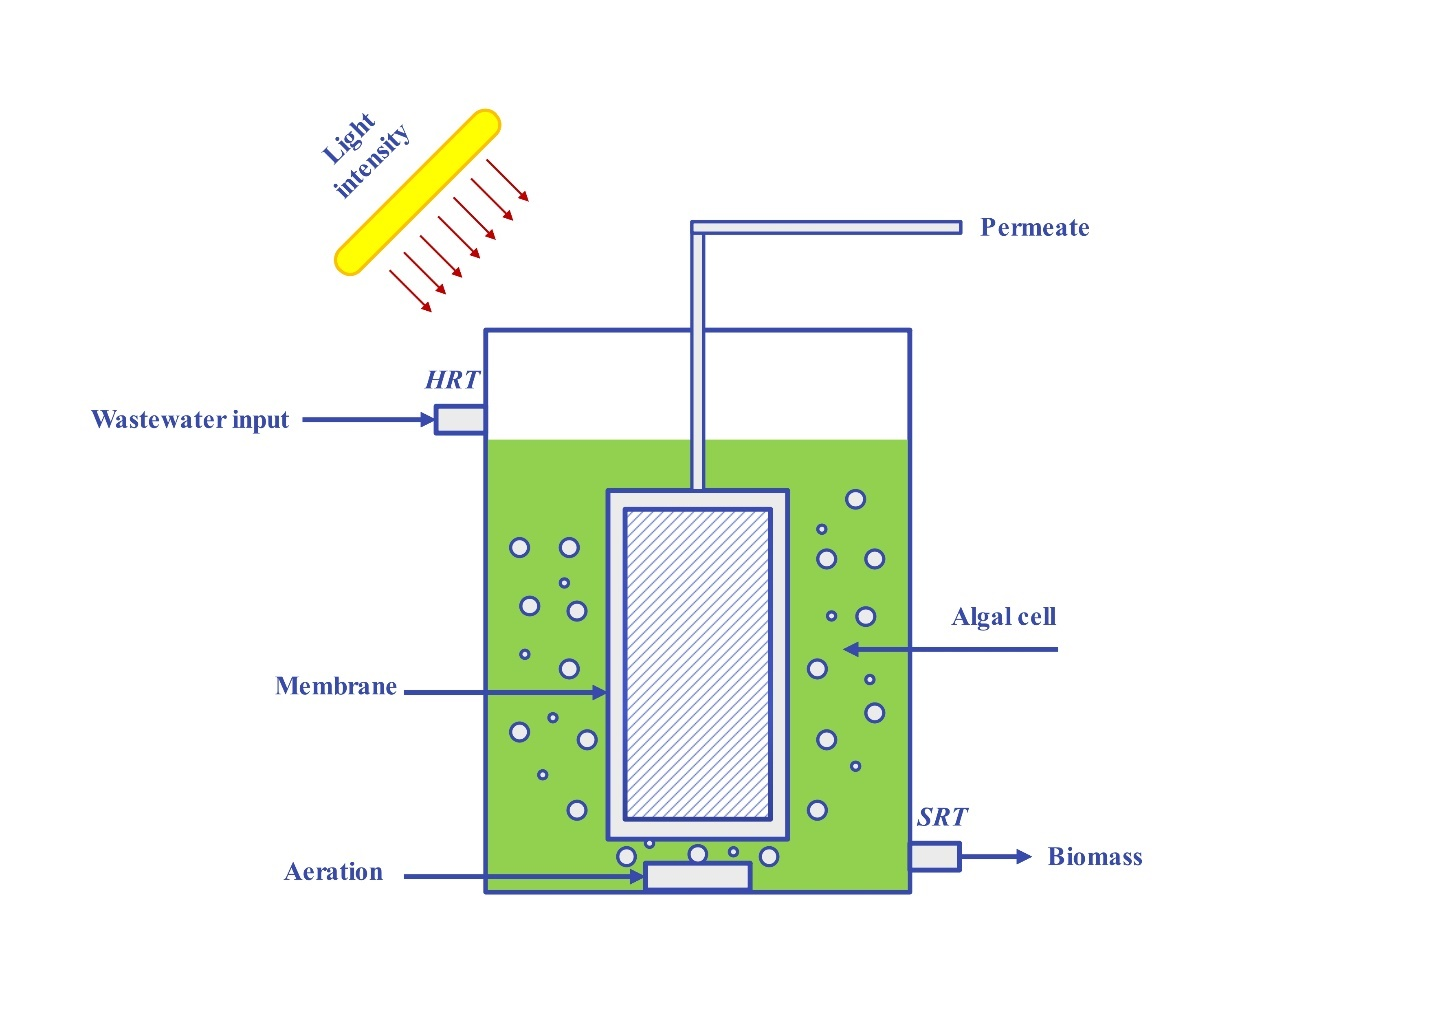 Light
intensity
Permeate
HRT
Wastewater input
Algal cell
Membrane
SRT
Biomass
Aeration